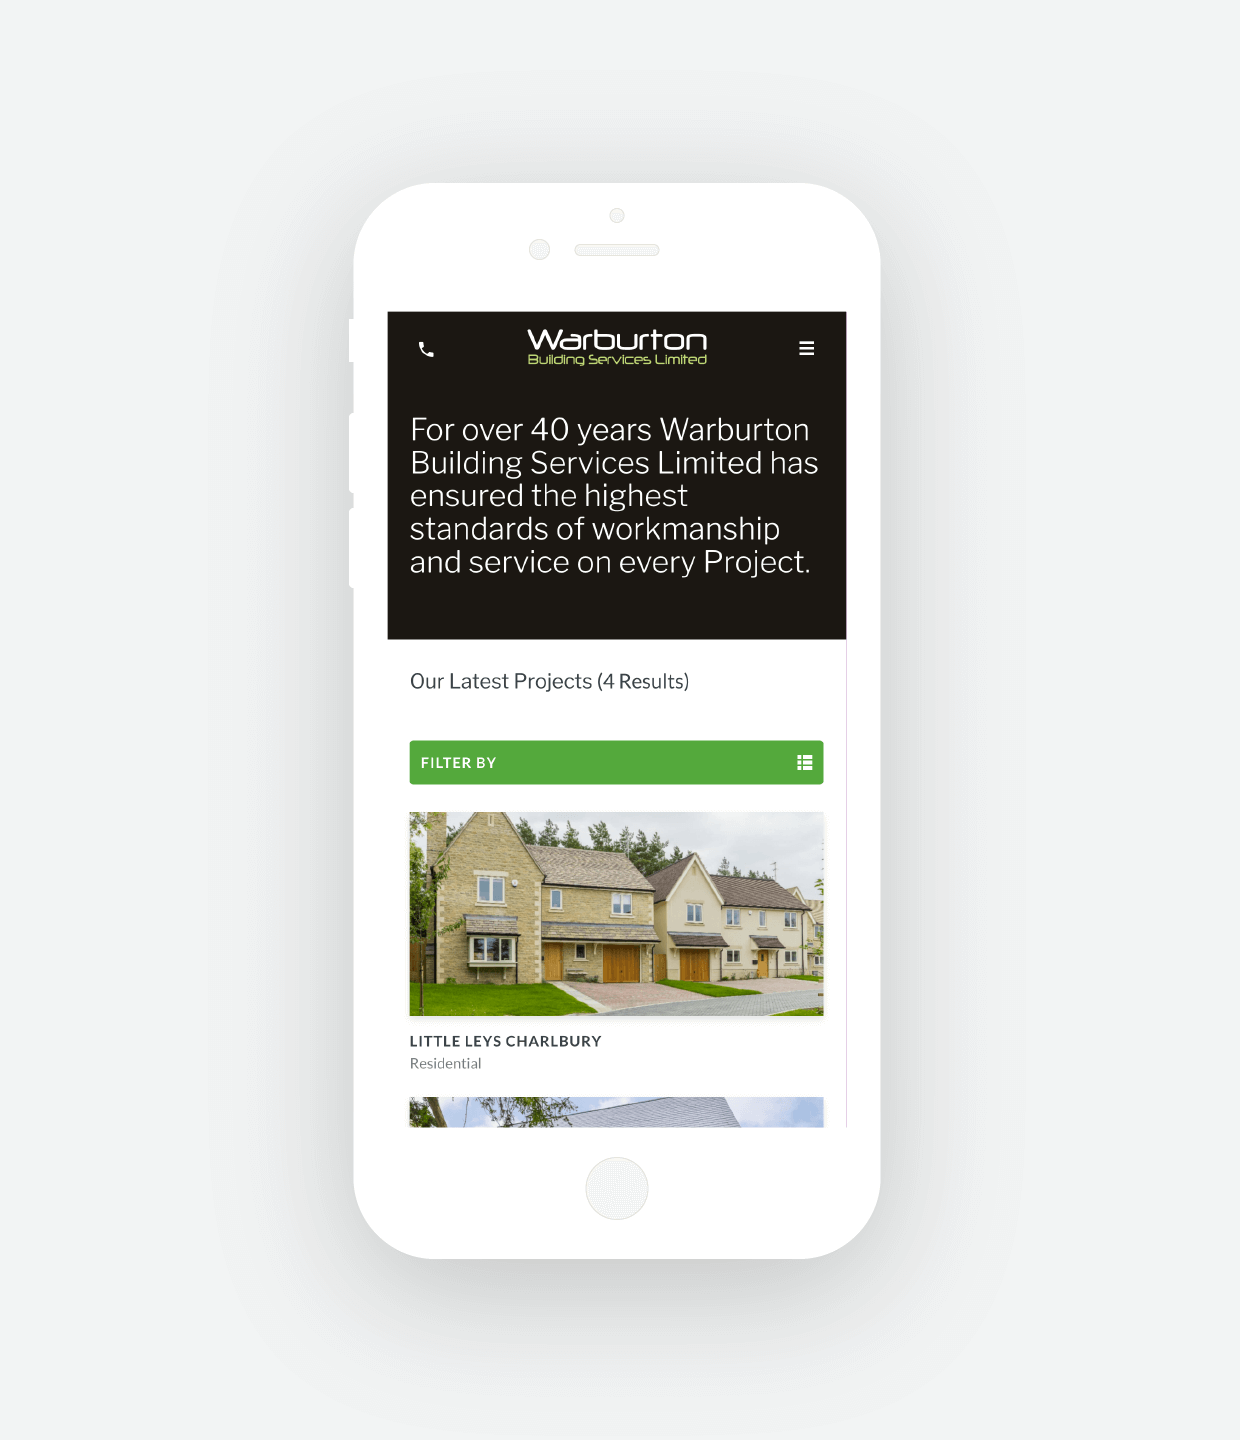 Warburton
Building Services Limited
For over 40 years Warburton
Building Services Limited has
ensured the highest
standards of workmanship
and service on every Project.
Our Latest Projects (4 Results)
FILTER BY
LITTLE LEYS CHARLBURY
Residential